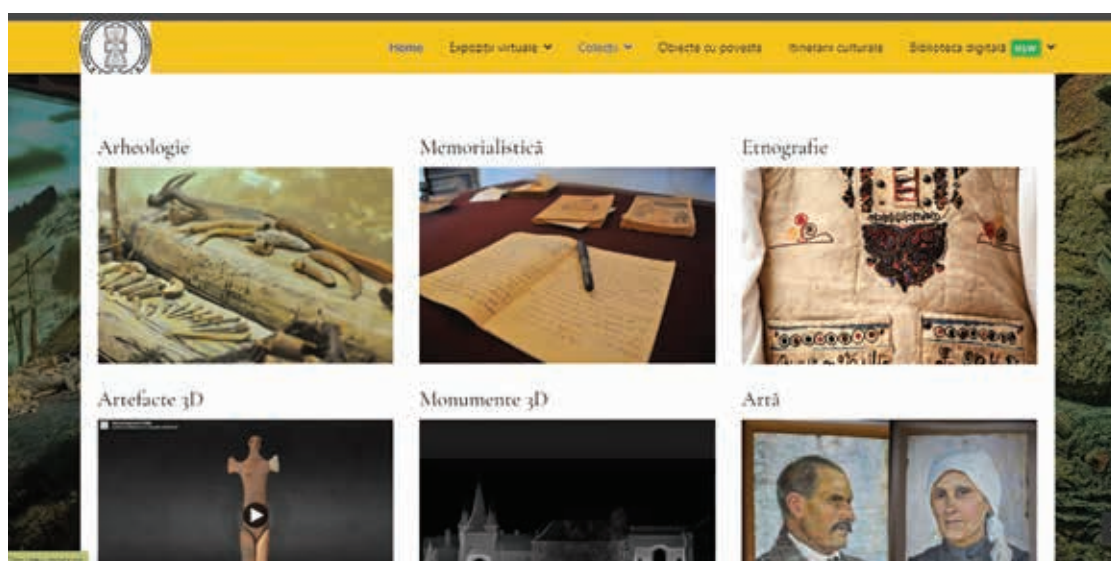 Home Expoziții virtuale Colecții Obiecte cu poveste Itinerarii culturale Biblioteca digitală NEW
Arheologie Memorialistică Etnografie
Artefacte 3D Monumente 3D Artă